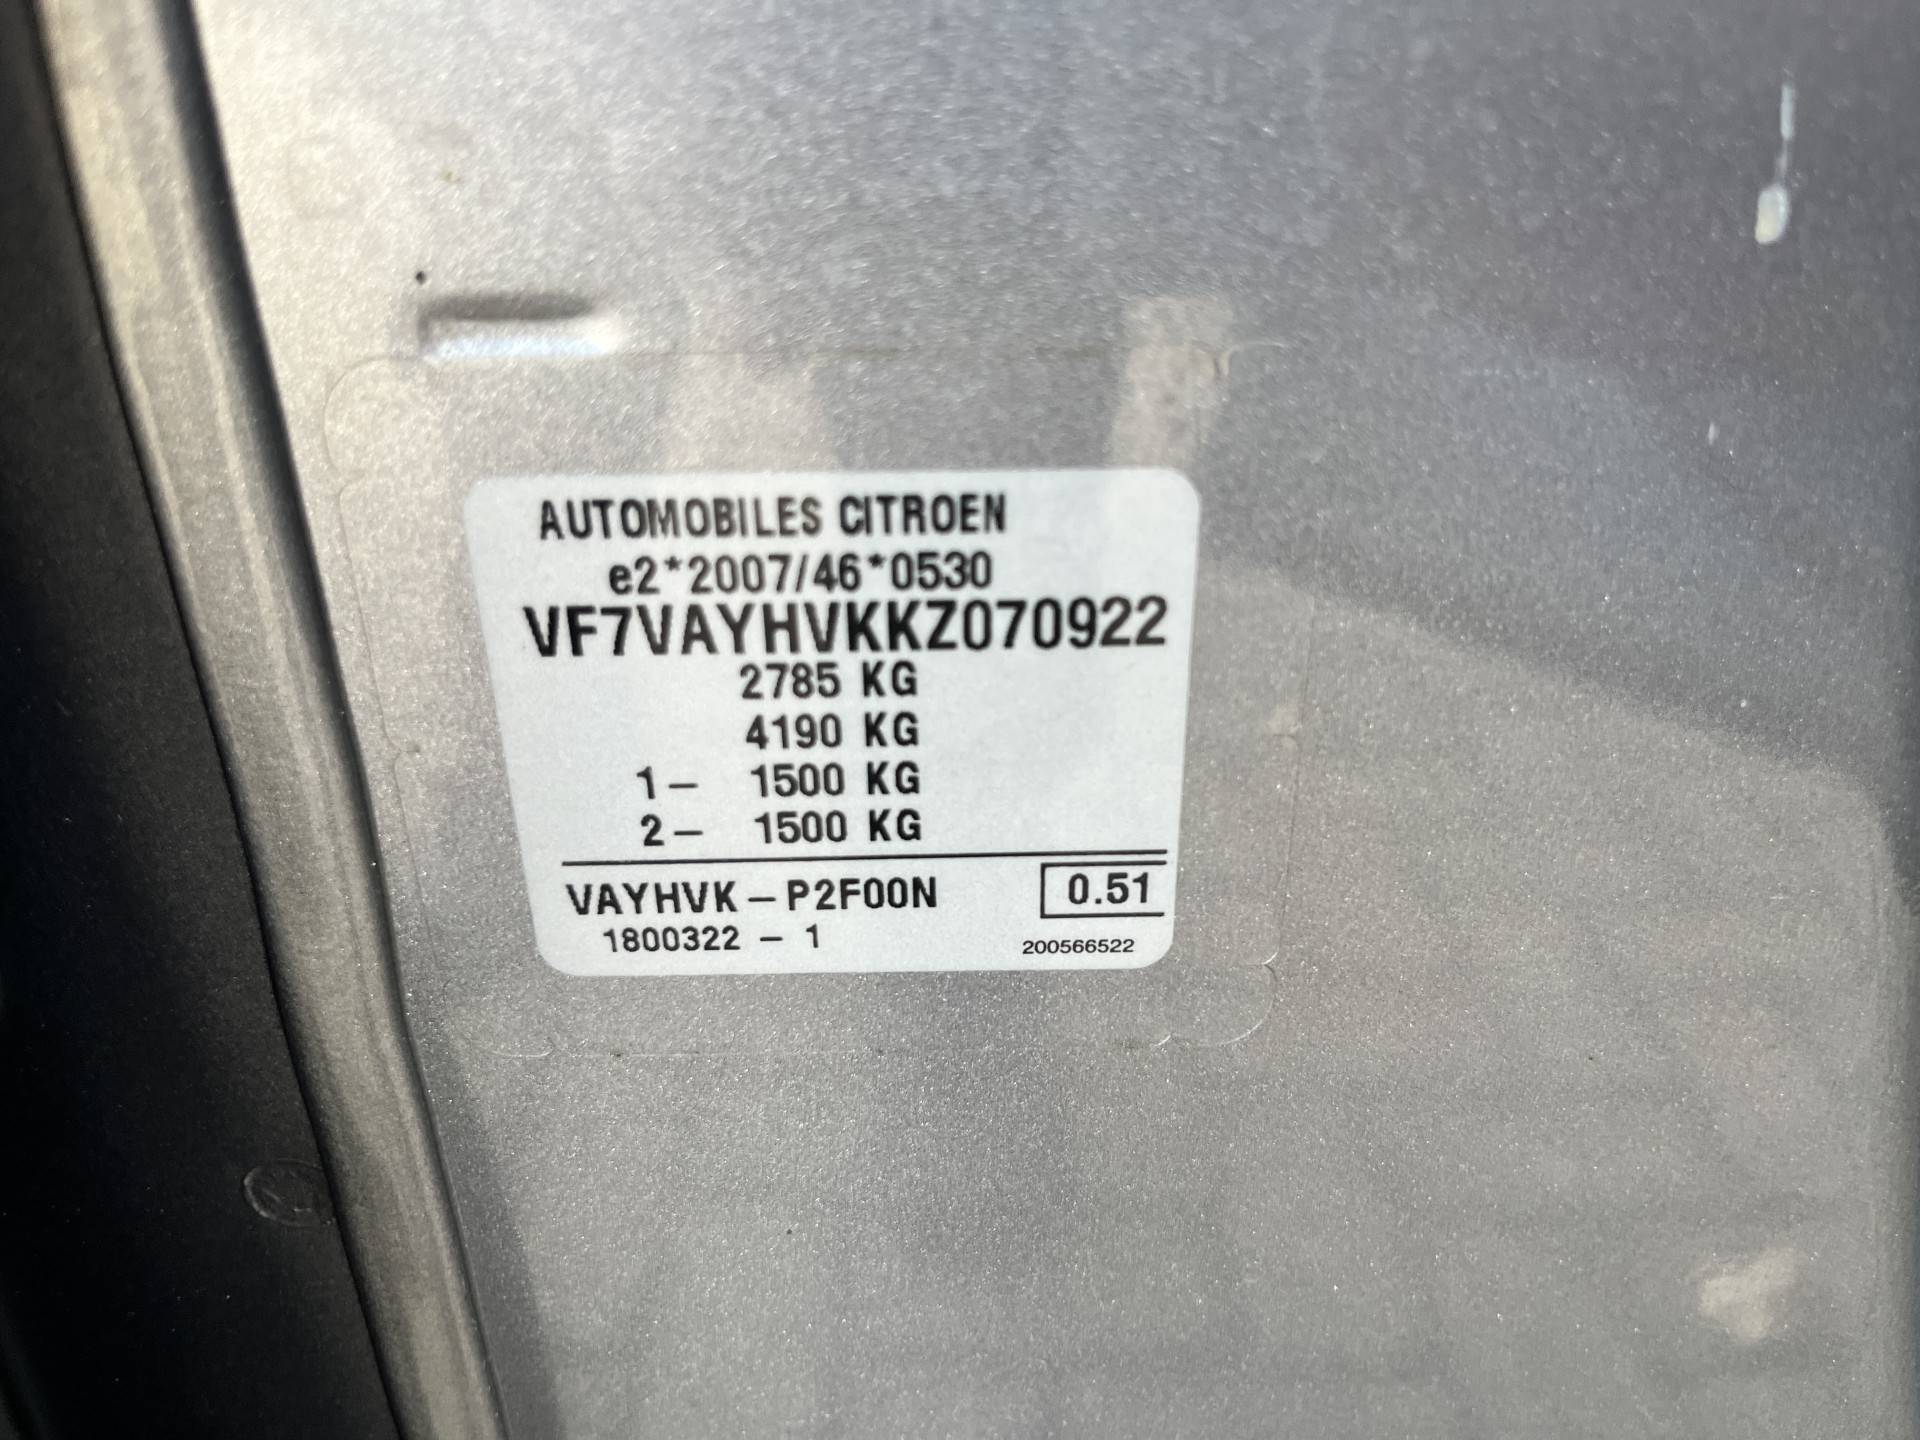 AUTOMOBILES CITROEN
e2*2007/46*0530
VF7VAYHVKKZ070922
2785 KG
4190 KG
1- 1500 KG
2- 1500 KG
VAYHVK-P2F00N 0.51
1800322 - 1 200566522